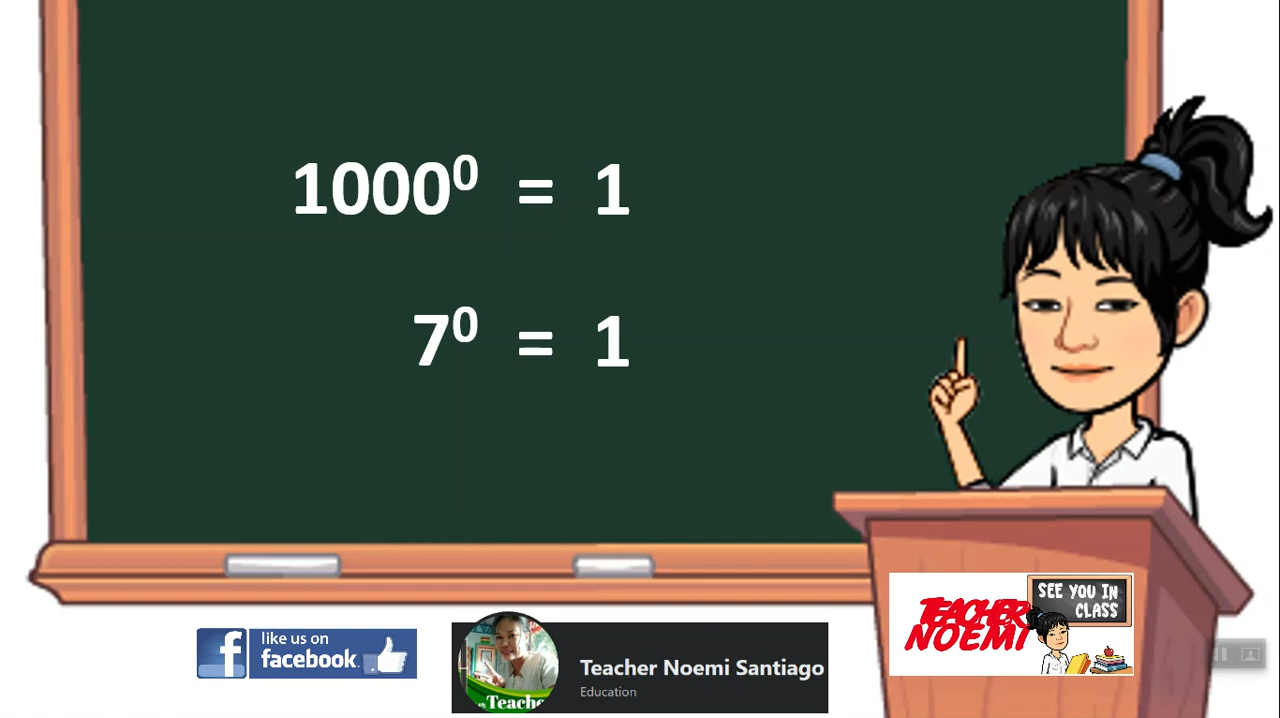 1000⁰ = 1
7⁰ = 1
SEE YOU IN
CLASS
TEACHER
NOEMI
like us on
facebook.
Teacher Noemi Santiago
Education